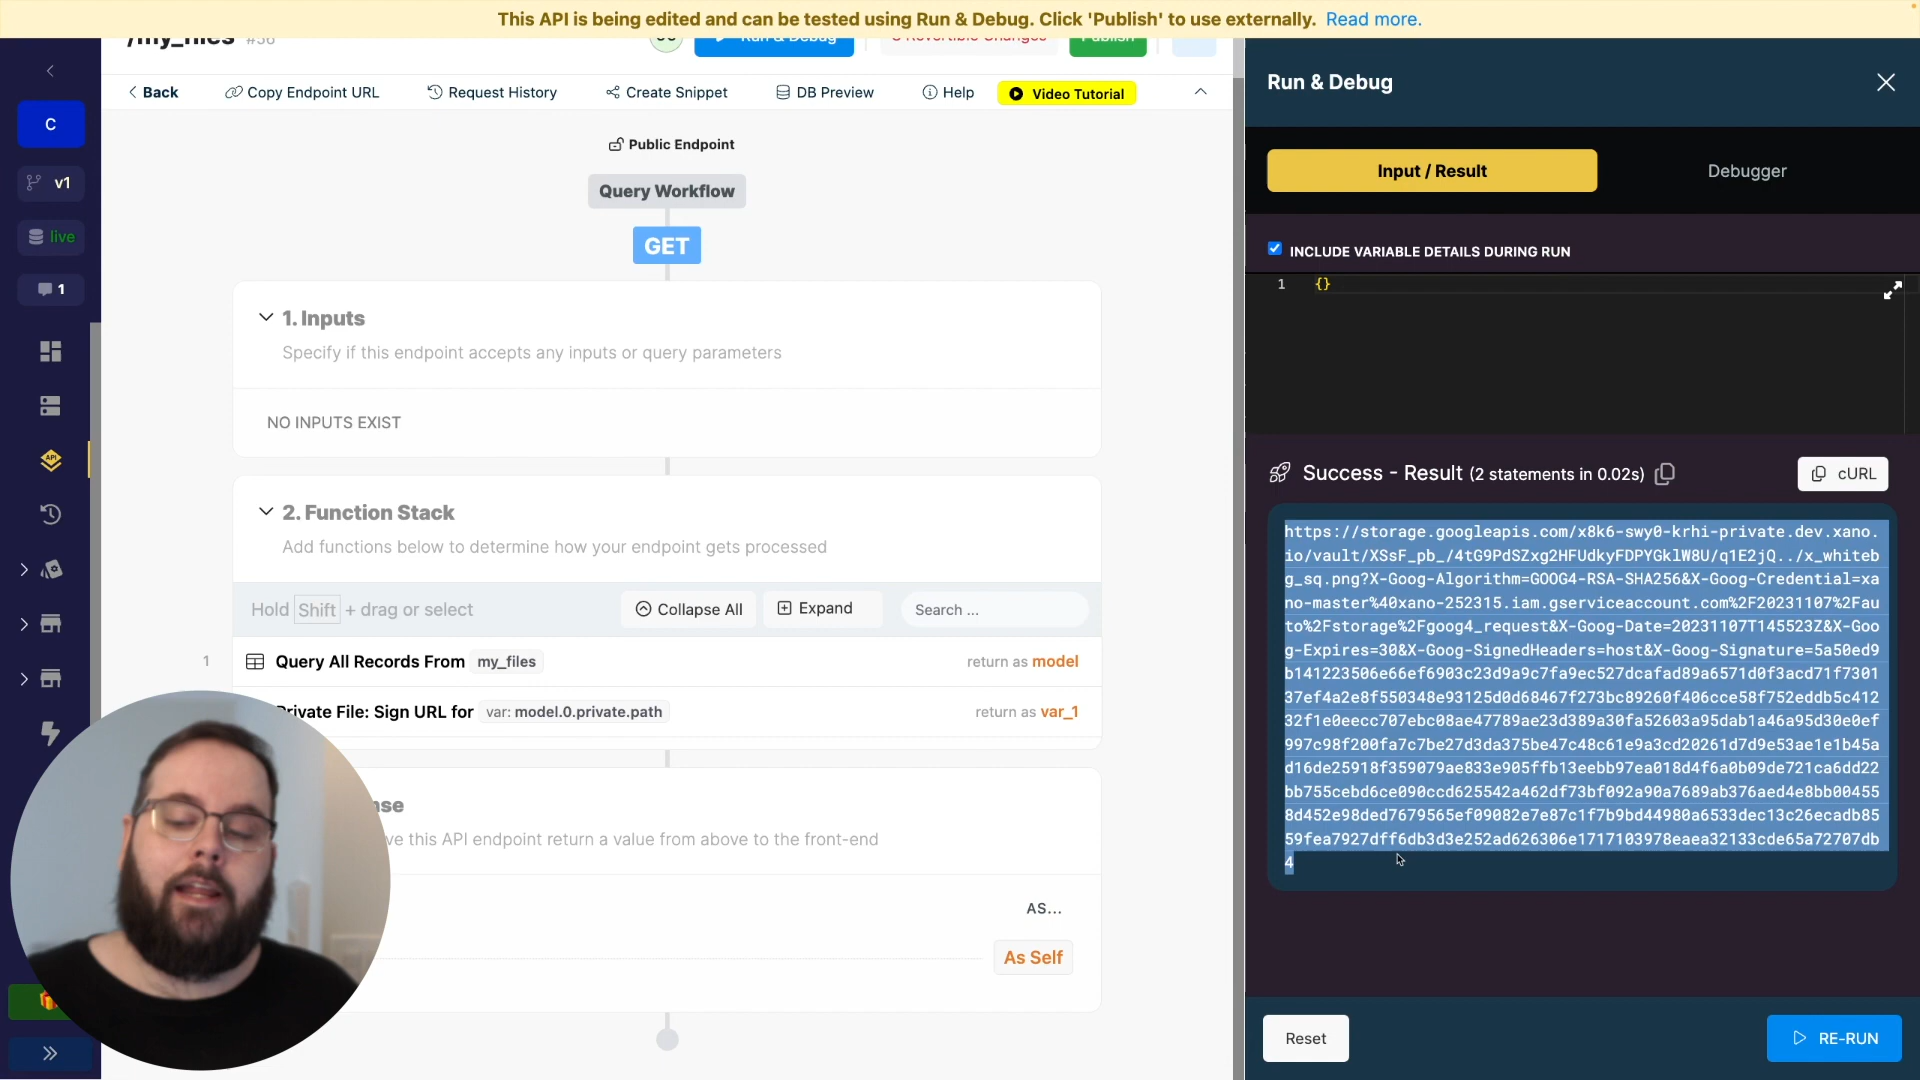 This API is being edited and can be tested using Run & Debug. Click 'Publish' to use externally. Read more.
/my_files #56
Run & Debug
Publish
C
v1
live
1
Back
Copy Endpoint URL
Request History
Create Snippet
DB Preview
Help
Video Tutorial
Public Endpoint
Query Workflow
GET
1. Inputs
Specify if this endpoint accepts any inputs or query parameters
NO INPUTS EXIST
2. Function Stack
Add functions below to determine how your endpoint gets processed
Hold Shift + drag or select
Collapse All
Expand
Search ...
1 Query All Records From my_files return as model
Private File: Sign URL for var: model.0.private.path return as var_1
this API endpoint return a value from above to the front-end
AS...
As Self
Run & Debug
Input / Result
Debugger
INCLUDE VARIABLE DETAILS DURING RUN
1 {}
Success - Result (2 statements in 0.02s)
cURL
https://storage.googleapis.com/x8k6-swy0-krhi-private.dev.xano.
io/vault/XSsF_pb_/4tG9PdSZxg2HFUdkyFDPYGklW8U/q1E2jQ../x_whiteb
g_sq.png?X-Goog-Algorithm=GOOG4-RSA-SHA256&X-Goog-Credential=xa
no-master%40xano-252315.iam.gserviceaccount.com%2F20231107%2Fau
to%2Fstorage%2Fgoog4_request&X-Goog-Date=20231107T145523Z&X-Goo
g-Expires=30&X-Goog-SignedHeaders=host&X-Goog-Signature=5a50ed9
b141223506e66ef6903c23d9a9c7fa9ec527dcafad89a6571d0f3acd71f7301
37ef4a2e8f550348e93125d0d68467f273bc89260f406cce58f752eddb5c412
32f1e0eecc707ebc08ae47789ae23d389a30fa52603a95dab1a46a95d30e0ef
997c98f200fa7c7be27d3da375be47c48c61e9a3cd20261d7d9e53ae1e1b45a
d16de25918f359079ae833e905ffb13eebb97ea018d4f6a0b09de721ca6dd22
bb755cebd6ce090ccd625542a462df73bf092a90a7689ab376aed4e8bb00455
8d452e98ded7679565ef09082e7e87c1f7b9bd44980a6533dec13c26ecadb85
59fea7927dff6db3d3e252ad626306e1717103978eaea32133cde65a72707db
4
Reset
RE-RUN